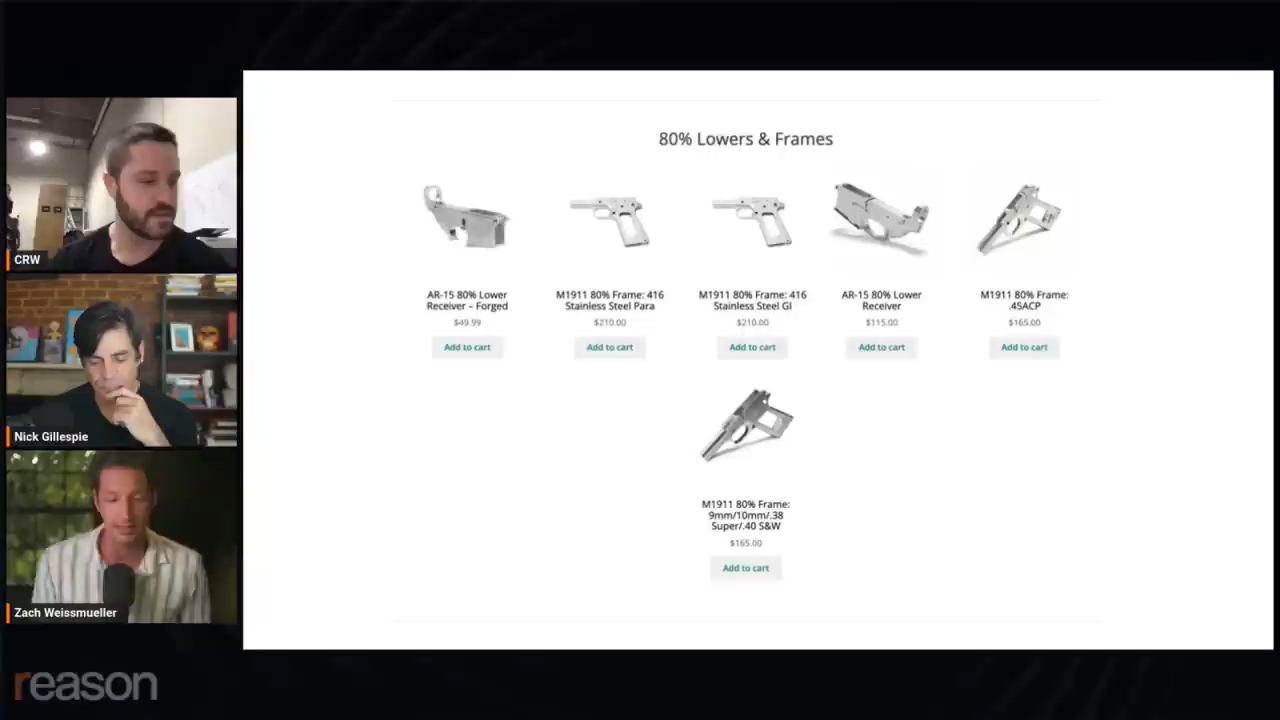 80% Lowers & Frames
AR-15 80% Lower
Receiver – Forged
$49.99
Add to cart
M1911 80% Frame: 416
Stainless Steel Para
$210.00
Add to cart
M1911 80% Frame: 416
Stainless Steel GI
$210.00
Add to cart
AR-15 80% Lower
Receiver
$115.00
Add to cart
M1911 80% Frame:
.45ACP
$165.00
Add to cart
M1911 80% Frame:
9mm/10mm/.38
Super/.40 S&W
$165.00
Add to cart
CRW
Nick Gillespie
Zach Weissmueller
reason